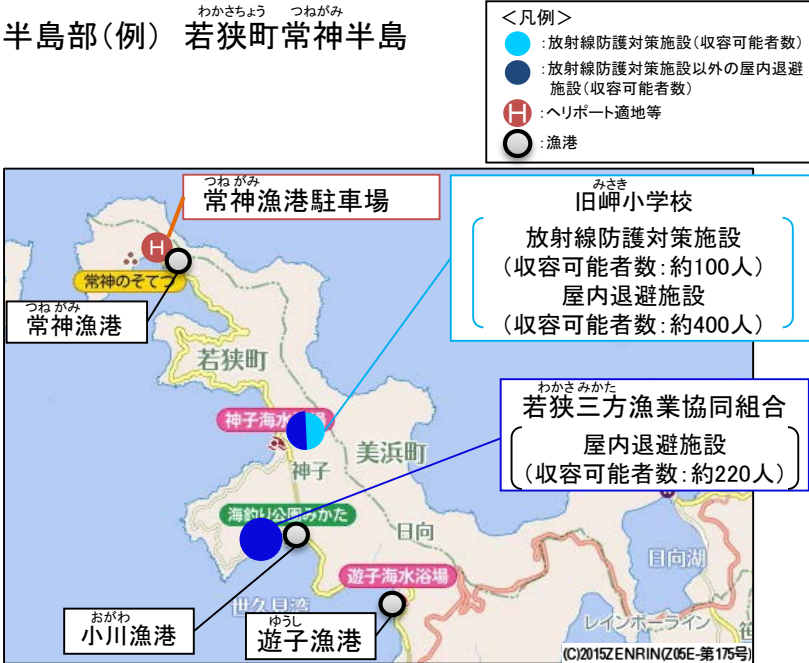 わかさちょう つねがみ
半島部(例) 若狭町常神半島
<凡例>
:放射線防護対策施設(収容可能者数)
:放射線防護対策施設以外の屋内退避
施設(収容可能者数)
H :ヘリポート適地等
:漁港
つねがみ
常神漁港駐車場
みさき
旧岬小学校
放射線防護対策施設
(収容可能者数:約100人)
屋内退避施設
(収容可能者数:約400人)
H
常神のそてつ
つねがみ
常神漁港
若狭町
わかさみかた
若狭三方漁業協同組合
屋内退避施設
(収容可能者数:約220人)
神子海水
場
美浜町
神子
海釣り公園みかた
日向
日向湖
遊子海水浴場
世久見湾
おがわ
小川漁港
ゆうし
遊子漁港
レインボーライン
笹
(C)2015ZENRIN(Z05E-第175号)